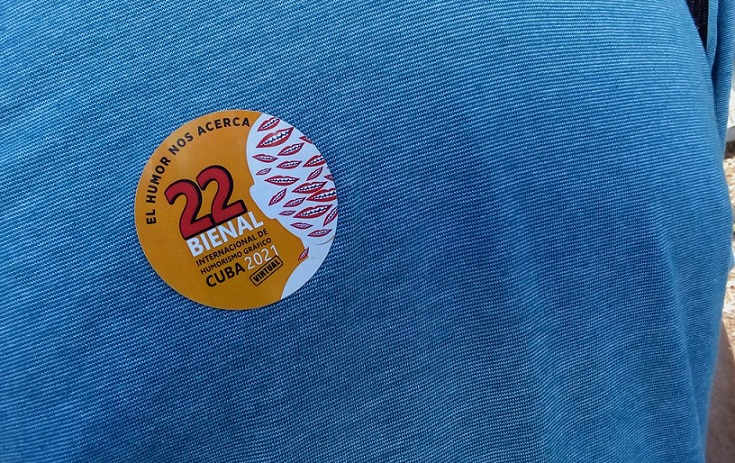 EL HUMOR NOS ACERCA
22
BIENAL
INTERNACIONAL DE
HUMORISMO GRÁFICO
CUBA 2021
VIRTUAL